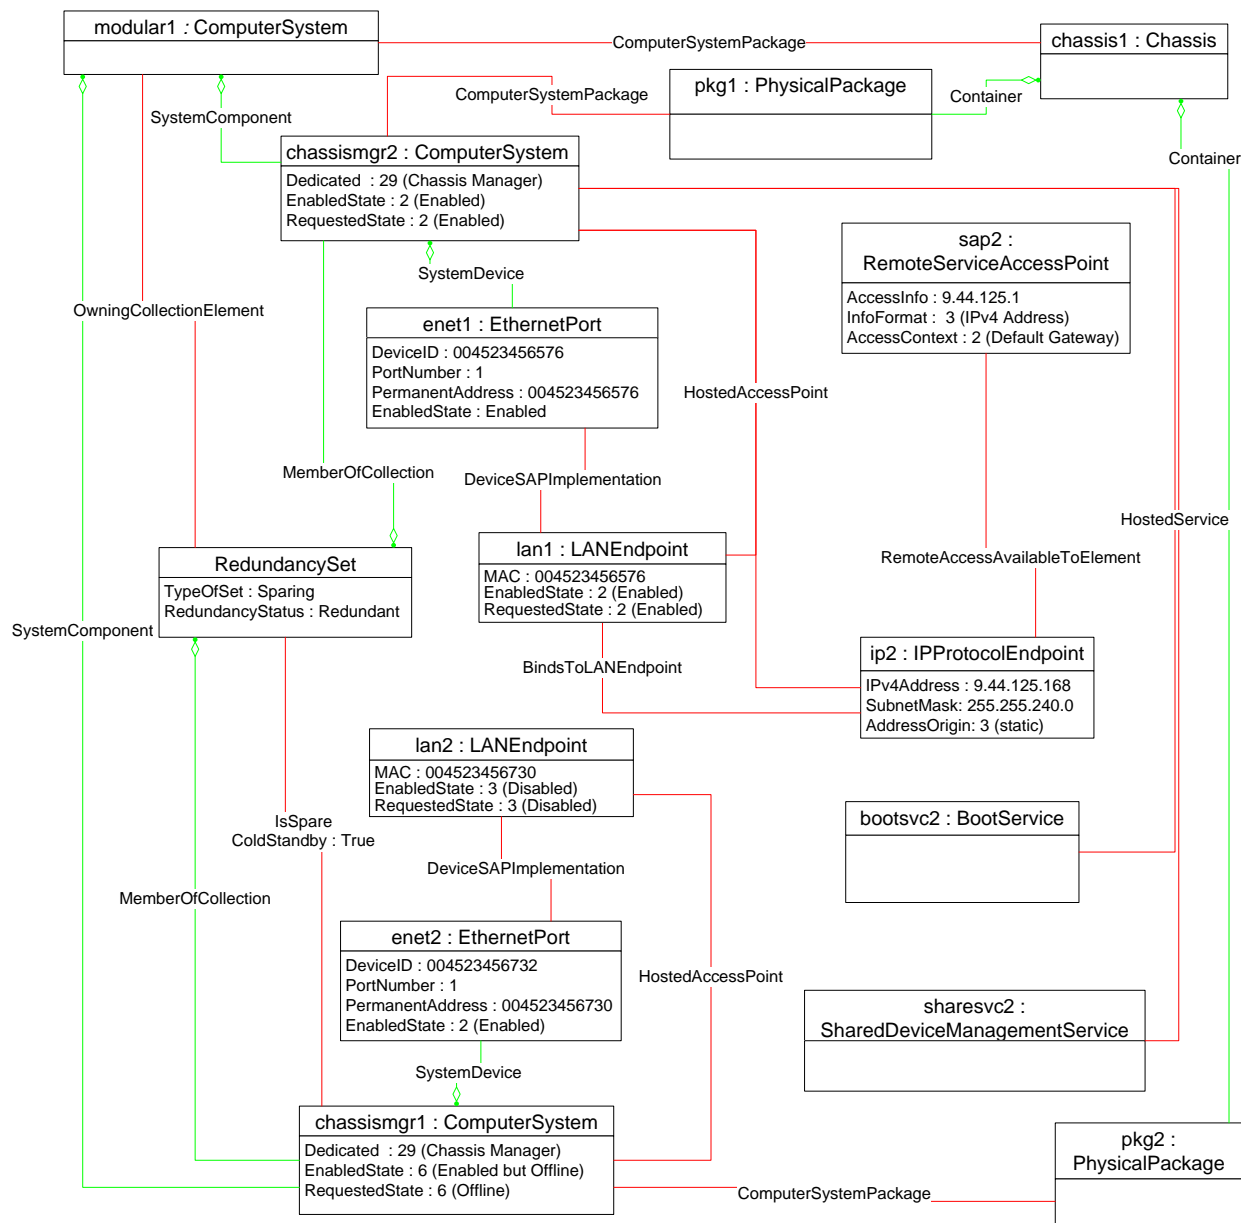 modular1 : ComputerSystem
ComputerSystemPackage
chassis1 : Chassis
pkg1 : PhysicalPackage
ComputerSystemPackage
Container
SystemComponent
chassismgr2 : ComputerSystem
Dedicated : 29 (Chassis Manager)
EnabledState : 2 (Enabled)
RequestedState : 2 (Enabled)
Container
sap2 :
RemoteServiceAccessPoint
AccessInfo : 9.44.125.1
InfoFormat : 3 (IPv4 Address)
AccessContext : 2 (Default Gateway)
SystemDevice
OwningCollectionElement
enet1 : EthernetPort
DeviceID : 004523456576
PortNumber : 1
PermanentAddress : 004523456576
EnabledState : Enabled
HostedAccessPoint
MemberOfCollection
DeviceSAPImplementation
HostedService
lan1 : LANEndpoint
MAC : 004523456576
EnabledState : 2 (Enabled)
RequestedState : 2 (Enabled)
RemoteAccessAvailableToElement
RedundancySet
TypeOfSet : Sparing
RedundancyStatus : Redundant
SystemComponent
BindsToLANEndpoint
ip2 : IPProtocolEndpoint
IPv4Address : 9.44.125.168
SubnetMask: 255.255.240.0
AddressOrigin: 3 (static)
lan2 : LANEndpoint
MAC : 004523456730
EnabledState : 3 (Disabled)
RequestedState : 3 (Disabled)
IsSpare
ColdStandby : True
bootsvc2 : BootService
DeviceSAPImplementation
MemberOfCollection
enet2 : EthernetPort
DeviceID : 004523456732
PortNumber : 1
PermanentAddress : 004523456730
EnabledState : 2 (Enabled)
HostedAccessPoint
sharesvc2 :
SharedDeviceManagementService
SystemDevice
chassismgr1 : ComputerSystem
Dedicated : 29 (Chassis Manager)
EnabledState : 6 (Enabled but Offline)
RequestedState : 6 (Offline)
ComputerSystemPackage
pkg2 :
PhysicalPackage